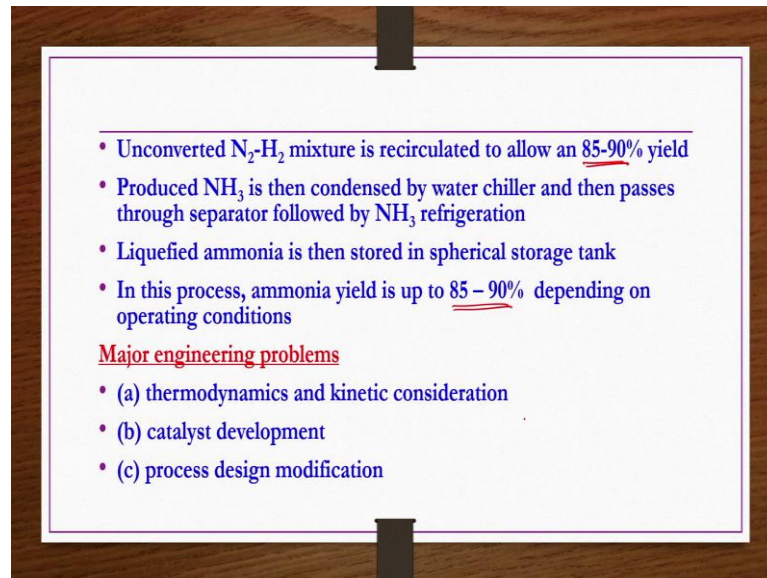 • Unconverted N₂-H₂ mixture is recirculated to allow an 85-90% yield
• Produced NH₃ is then condensed by water chiller and then passes
through separator followed by NH₃ refrigeration
• Liquefied ammonia is then stored in spherical storage tank
• In this process, ammonia yield is up to 85 – 90% depending on
operating conditions
Major engineering problems
• (a) thermodynamics and kinetic consideration
• (b) catalyst development
• (c) process design modification